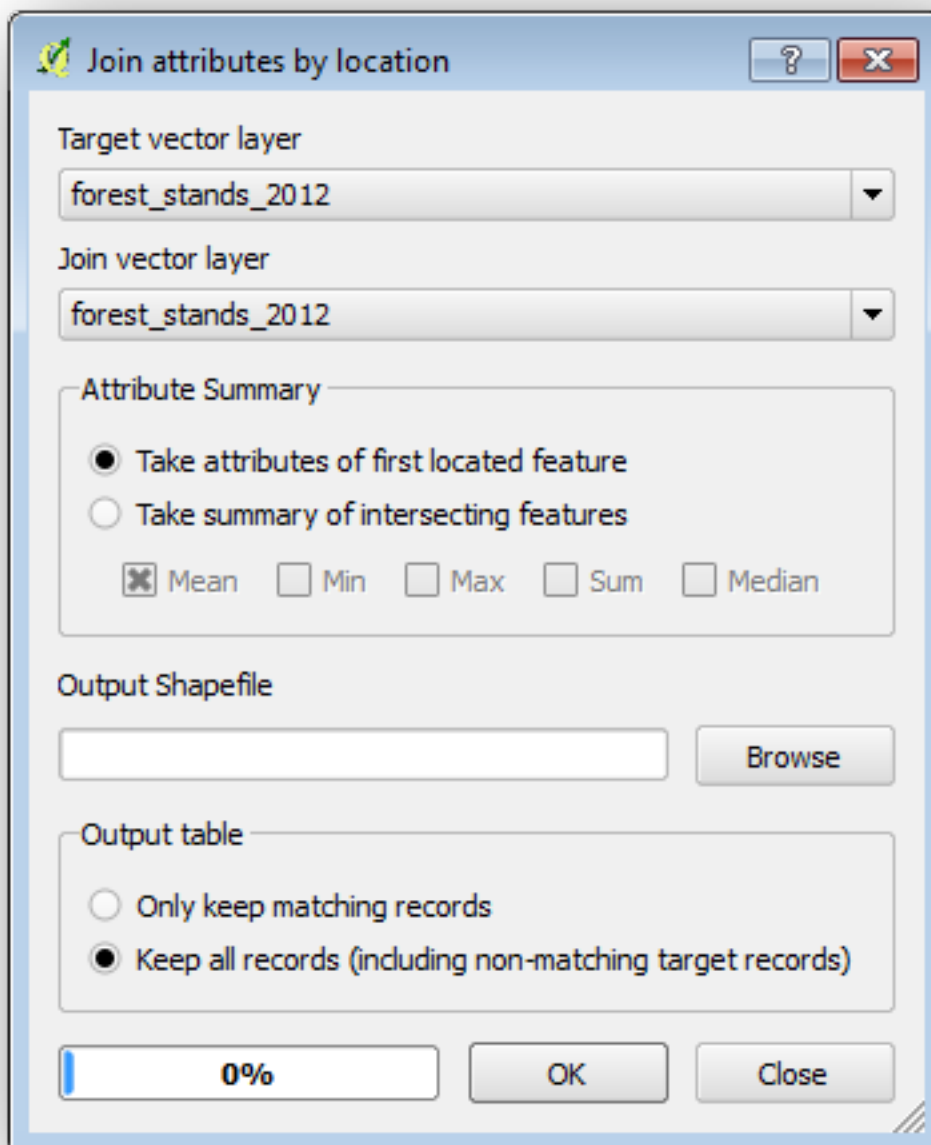 Join attributes by location
Target vector layer
forest_stands_2012
Join vector layer
forest_stands_2012
Attribute Summary
Take attributes of first located feature
Take summary of intersecting features
Mean Min Max Sum Median
Output Shapefile
Browse
Output table
Only keep matching records
Keep all records (including non-matching target records)
0% OK Close